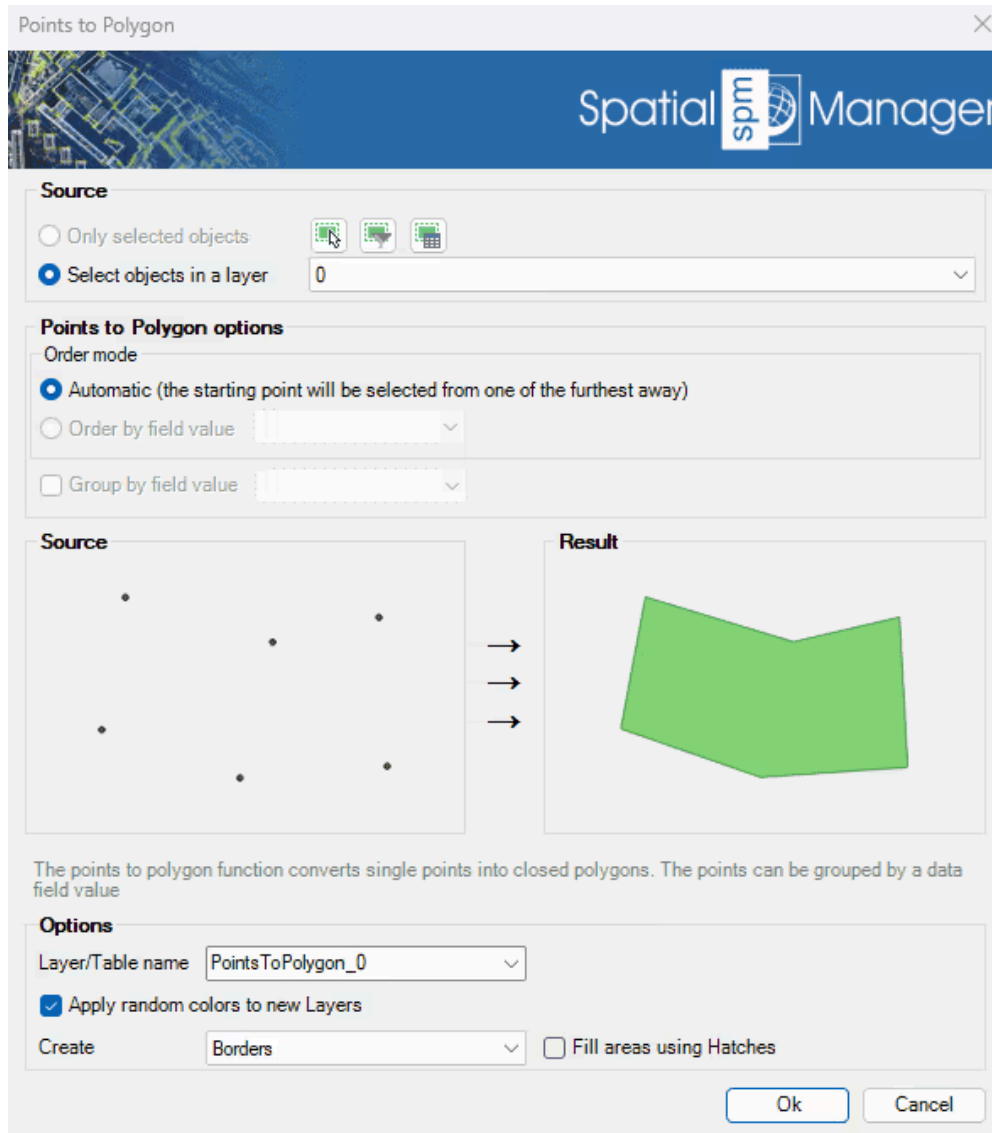 Points to Polygon
Spatial spm Manager
Source
Only selected objects
Select objects in a layer 0
Points to Polygon options
Order mode
Automatic (the starting point will be selected from one of the furthest away)
Order by field value
Group by field value
Source Result
The points to polygon function converts single points into closed polygons. The points can be grouped by a data
field value
Options
Layer/Table name PointsToPolygon_0
Apply random colors to new Layers
Create Borders Fill areas using Hatches
Ok Cancel